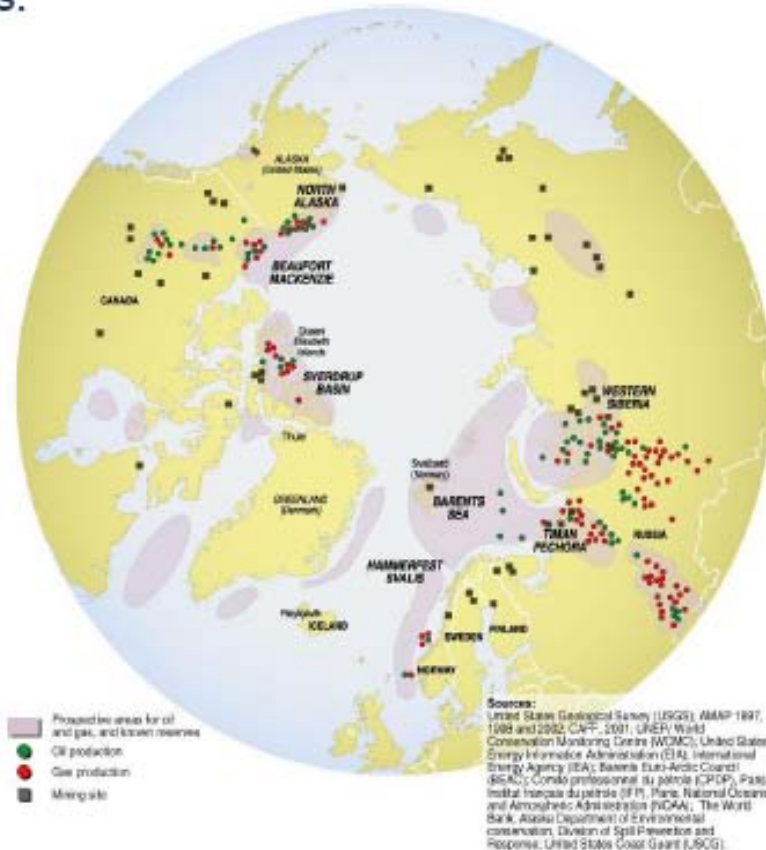 S:
ALASKA
(United States)
NORTH
ALASKA
BEAUFORT
MACKENZIE
CANADA
Queen
Elizabeth
Islands
SVERDRUP
BASIN
WESTERN
SIBERIA
Thule
Svalbard
(Norway)
GREENLAND
(Denmark)
BARENTS
SEA
TIMAN
PECHORA
RUSSIA
HAMMERFEST
SVALIS
Reykjavik
ICELAND
SWEDEN
FINLAND
NORWAY
Prospective areas for oil
and gas, and known reserves
Oil production
Gas production
Mining site
Sources:
United States Geological Survey (USGS); AMAP 1997,
1998 and 2002; CAFF, 2001; UNEP/World
Conservation Monitoring Centre (WCMC); United States
Energy Information Administration (EIA); International
Energy Agency (IEA); Barents Euro-Arctic Council
(BEAC); Comité professionnel du pétrole (CPDP), Paris;
Institut français du pétrole (IFP), Paris; National Oceanic
and Atmospheric Administration (NOAA); The World
Bank; Alaska Department of Environmental
conservation, Division of Spill Prevention and
Response; United States Coast Guard (USCG).